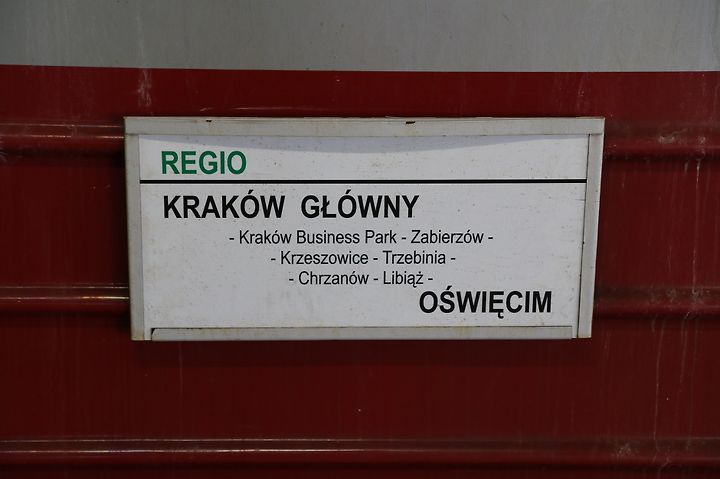 REGIO
KRAKÓW GŁÓWNY
- Kraków Business Park - Zabierzów -
- Krzeszowice - Trzebinia -
- Chrzanów - Libiąż -
OŚWIĘCIM